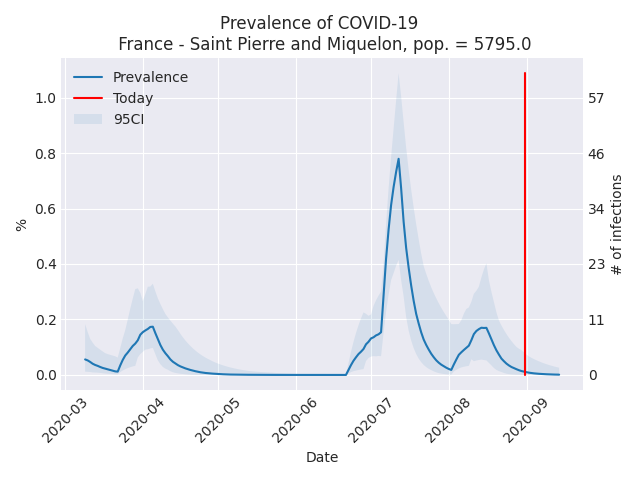 Prevalence of COVID-19
France - Saint Pierre and Miquelon, pop. = 5795.0
Prevalence
Today
95CI
1.0
0.8
0.6
0.4
0.2
0.0
%
57
46
34
23
11
0
# of infections
2020-03
2020-04
2020-05
2020-06
2020-07
2020-08
2020-09
Date